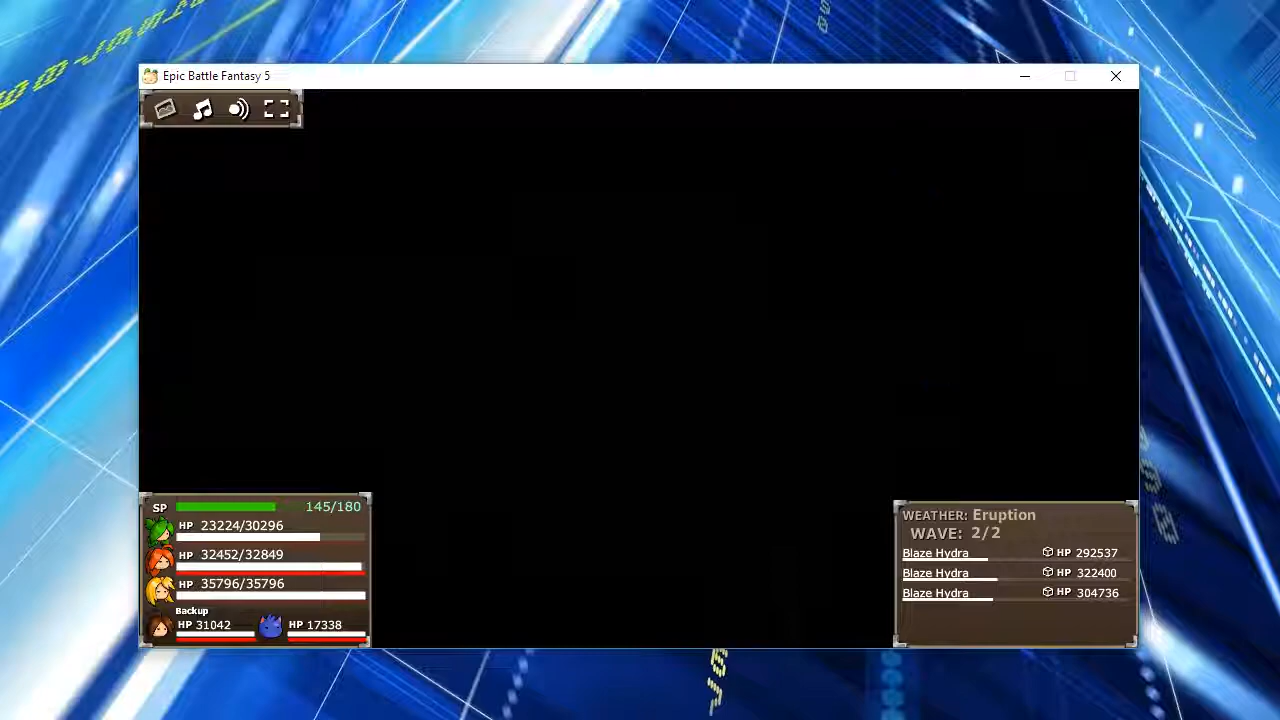 Epic Battle Fantasy 5
SP 145/180
HP 23224/30296
HP 32452/32849
HP 35796/35796
Backup
HP 31042 HP 17338
WEATHER: Eruption
WAVE: 2/2
Blaze Hydra HP 292537
Blaze Hydra HP 322400
Blaze Hydra HP 304736